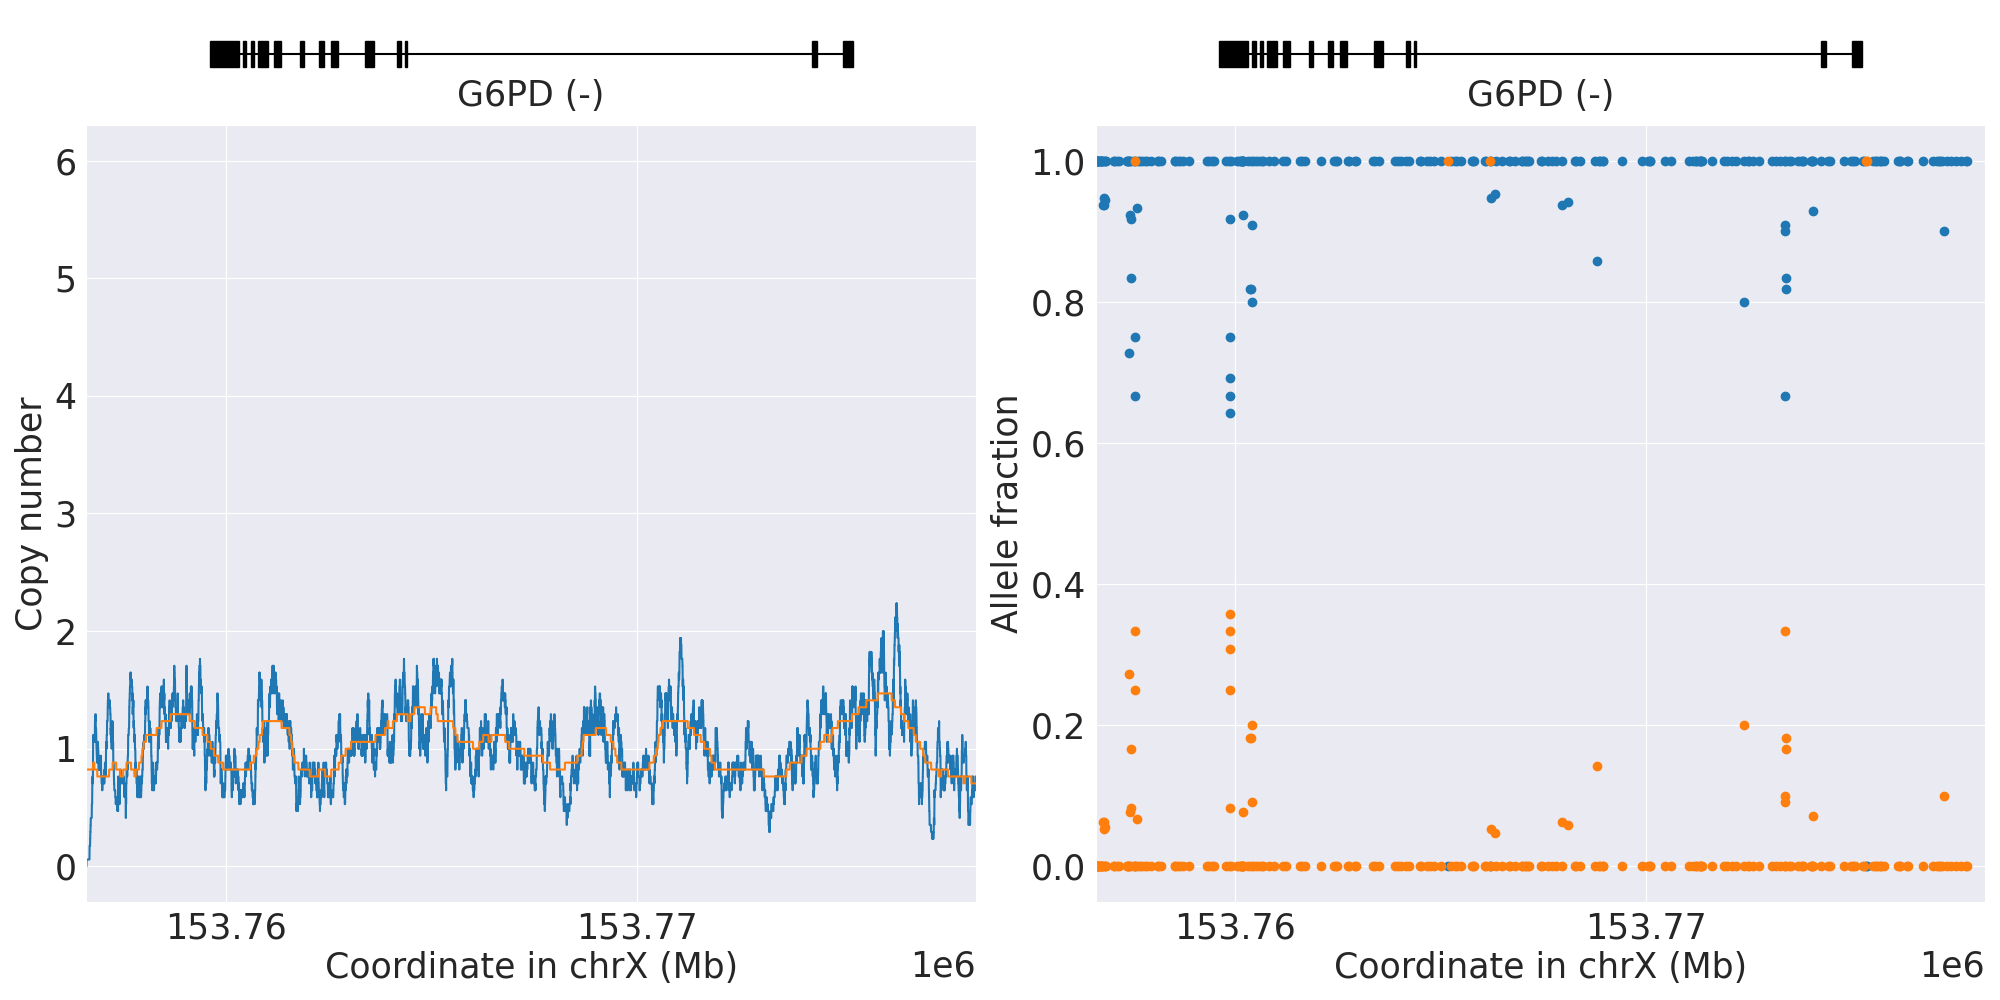 G6PD (-)
6
5
4
3
2
1
0
Copy number
153.76
153.77
Coordinate in chrX (Mb)
1e6
G6PD (-)
1.0
0.8
0.6
0.4
0.2
0.0
Allele fraction
153.76
153.77
Coordinate in chrX (Mb)
1e6